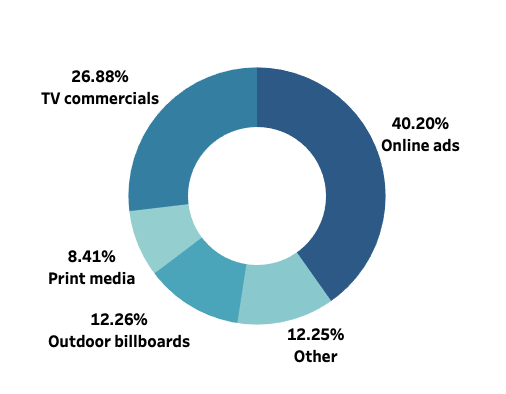 26.88%
TV commercials
40.20%
Online ads
8.41%
Print media
12.26%
Outdoor billboards
12.25%
Other